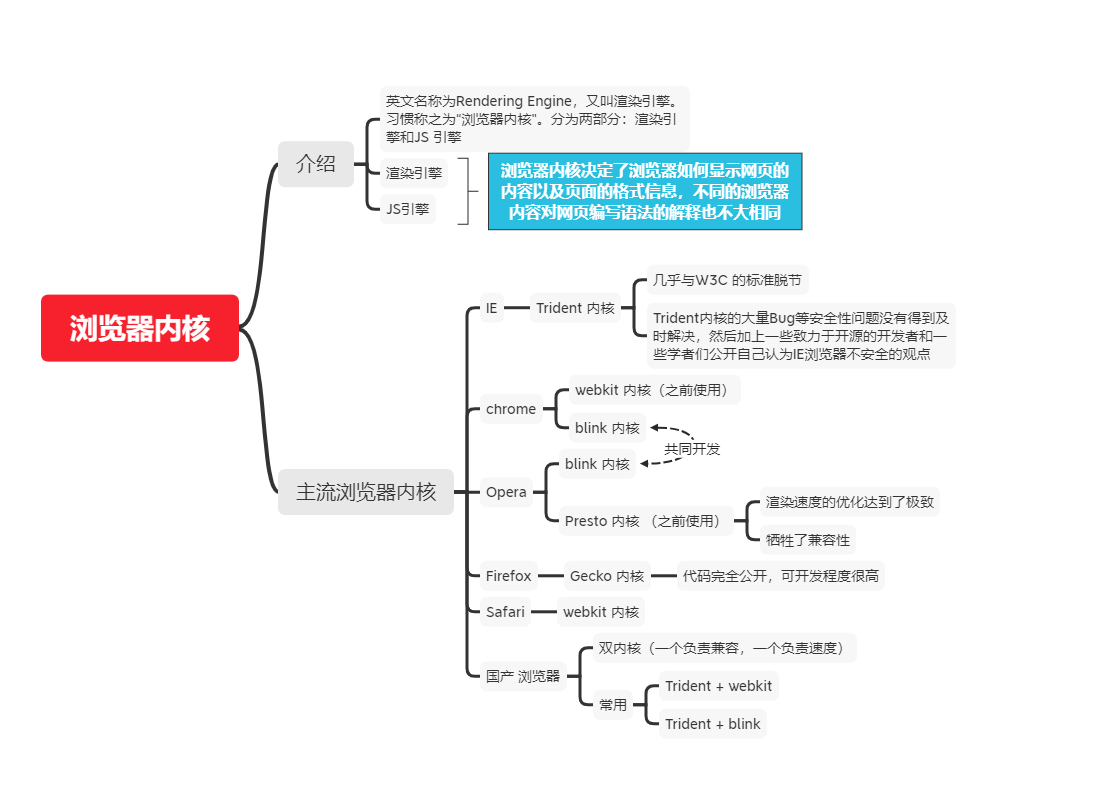 浏览器内核
介绍
英文名称为Rendering Engine，又叫渲染引擎。
习惯称之为“浏览器内核"。分为两部分：渲染引
擎和JS 引擎
渲染引擎
JS引擎
浏览器内核决定了浏览器如何显示网页的
内容以及页面的格式信息，不同的浏览器
内容对网页编写语法的解释也不大相同
主流浏览器内核
IE
Trident 内核
几乎与W3C 的标准脱节
Trident内核的大量Bug等安全性问题没有得到及
时解决，然后加上一些致力于开源的开发者和一
些学者们公开自己认为IE浏览器不安全的观点
chrome
webkit 内核（之前使用）
blink 内核
共同开发
Opera
blink 内核
Presto 内核 （之前使用）
渲染速度的优化达到了极致
牺牲了兼容性
Firefox
Gecko 内核
代码完全公开，可开发程度很高
Safari
webkit 内核
国产 浏览器
双内核（一个负责兼容，一个负责速度）
常用
Trident + webkit
Trident + blink